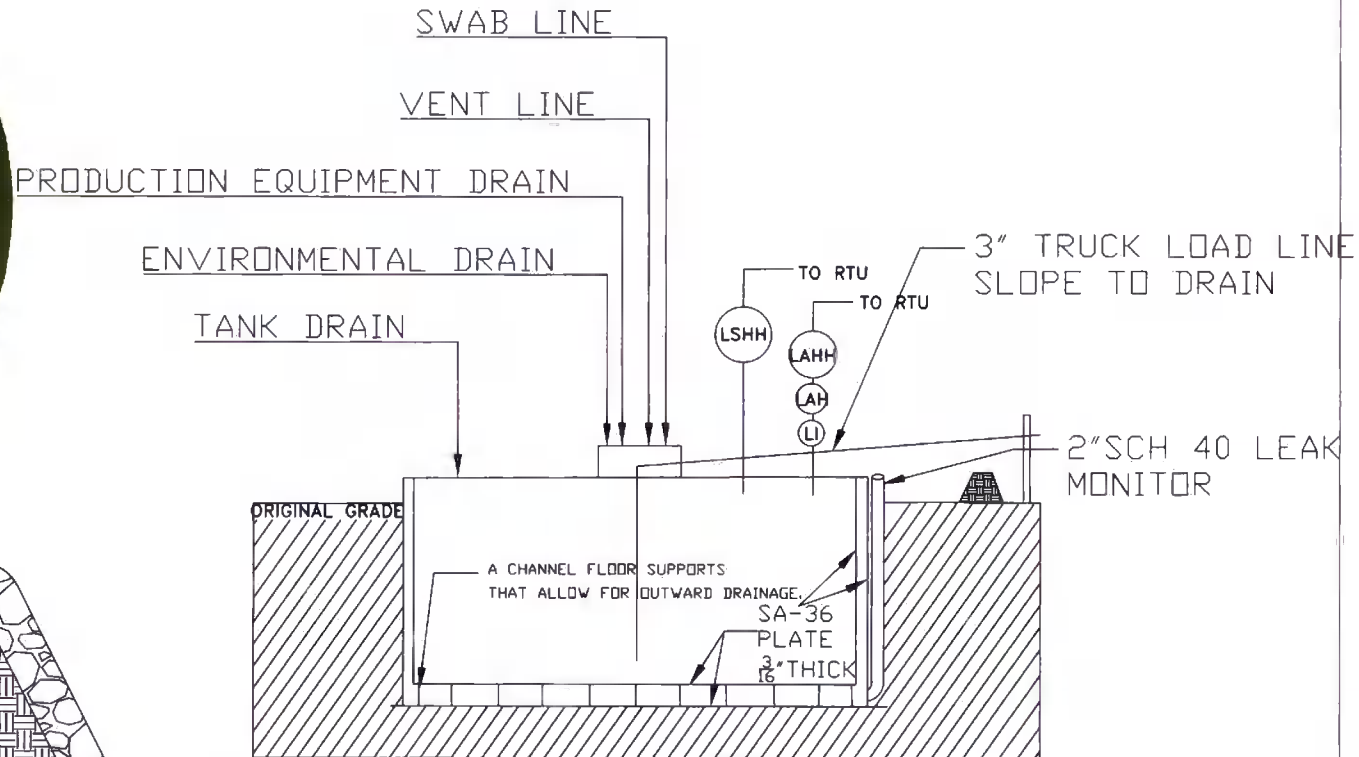 SWAB LINE
VENT LINE
PRODUCTION EQUIPMENT DRAIN
ENVIRONMENTAL DRAIN
TANK DRAIN
TO RTU
TO RTU
3" TRUCK LOAD LINE
SLOPE TO DRAIN
LSHH
LAHH
LAH
LI
2"SCH 40 LEAK
MONITOR
ORIGINAL GRADE
A CHANNEL FLOOR SUPPORTS
THAT ALLOW FOR OUTWARD DRAINAGE.
SA-36
PLATE
3/16" THICK